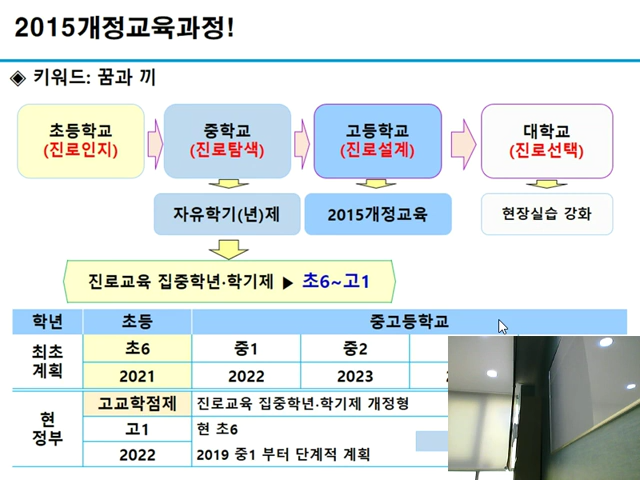 2015개정교육과정!
◈ 키워드: 꿈과 끼
초등학교
(진로인지)
중학교
(진로탐색)
고등학교
(진로설계)
대학교
(진로선택)
자유학기(년)제
2015개정교육
현장실습 강화
진로교육 집중학년·학기제 ▶ 초6~고1
학년 초등 중고등학교
최초
계획
초6 중1 중2
2021 2022 2023
현
정부
고교학점제 진로교육 집중학년·학기제 개정형
고1 현 초6
2022 2019 중1 부터 단계적 계획